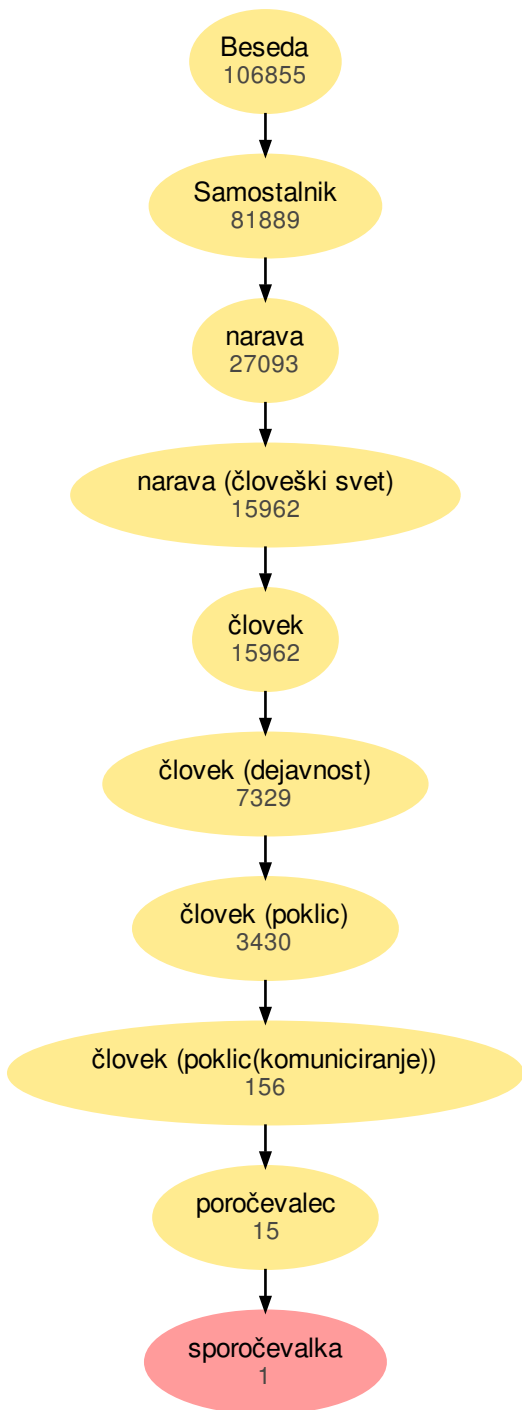 Beseda
106855
Samostalnik
81889
narava
27093
narava (človeški svet)
15962
človek
15962
človek (dejavnost)
7329
človek (poklic)
3430
človek (poklic(komuniciranje))
156
poročevalec
15
sporočevalka
1